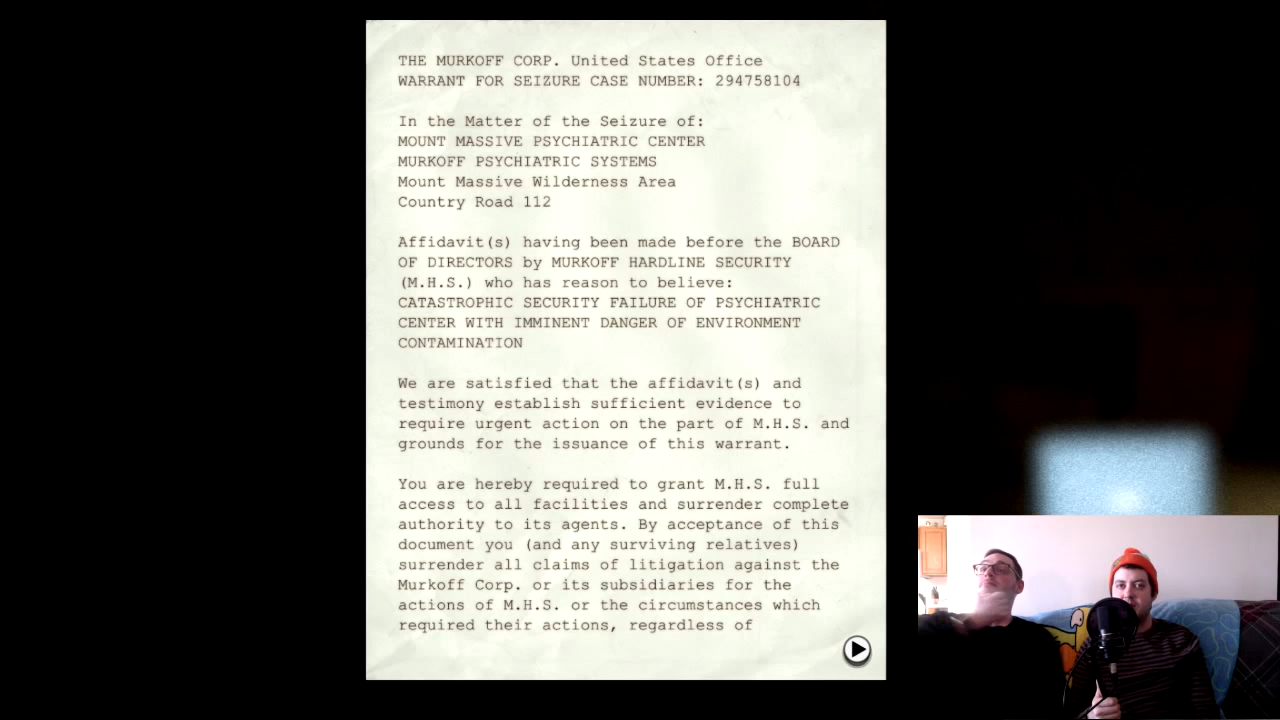 THE MURKOFF CORP. United States Office
WARRANT FOR SEIZURE CASE NUMBER: 294758104
In the Matter of the Seizure of:
MOUNT MASSIVE PSYCHIATRIC CENTER
MURKOFF PSYCHIATRIC SYSTEMS
Mount Massive Wilderness Area
Country Road 112
Affidavit(s) having been made before the BOARD
OF DIRECTORS by MURKOFF HARDLINE SECURITY
(M.H.S.) who has reason to believe:
CATASTROPHIC SECURITY FAILURE OF PSYCHIATRIC
CENTER WITH IMMINENT DANGER OF ENVIRONMENT
CONTAMINATION
We are satisfied that the affidavit(s) and
testimony establish sufficient evidence to
require urgent action on the part of M.H.S. and
grounds for the issuance of this warrant.
You are hereby required to grant M.H.S. full
access to all facilities and surrender complete
authority to its agents. By acceptance of this
document you (and any surviving relatives)
surrender all claims of litigation against the
Murkoff Corp. or its subsidiaries for the
actions of M.H.S. or the circumstances which
required their actions, regardless of